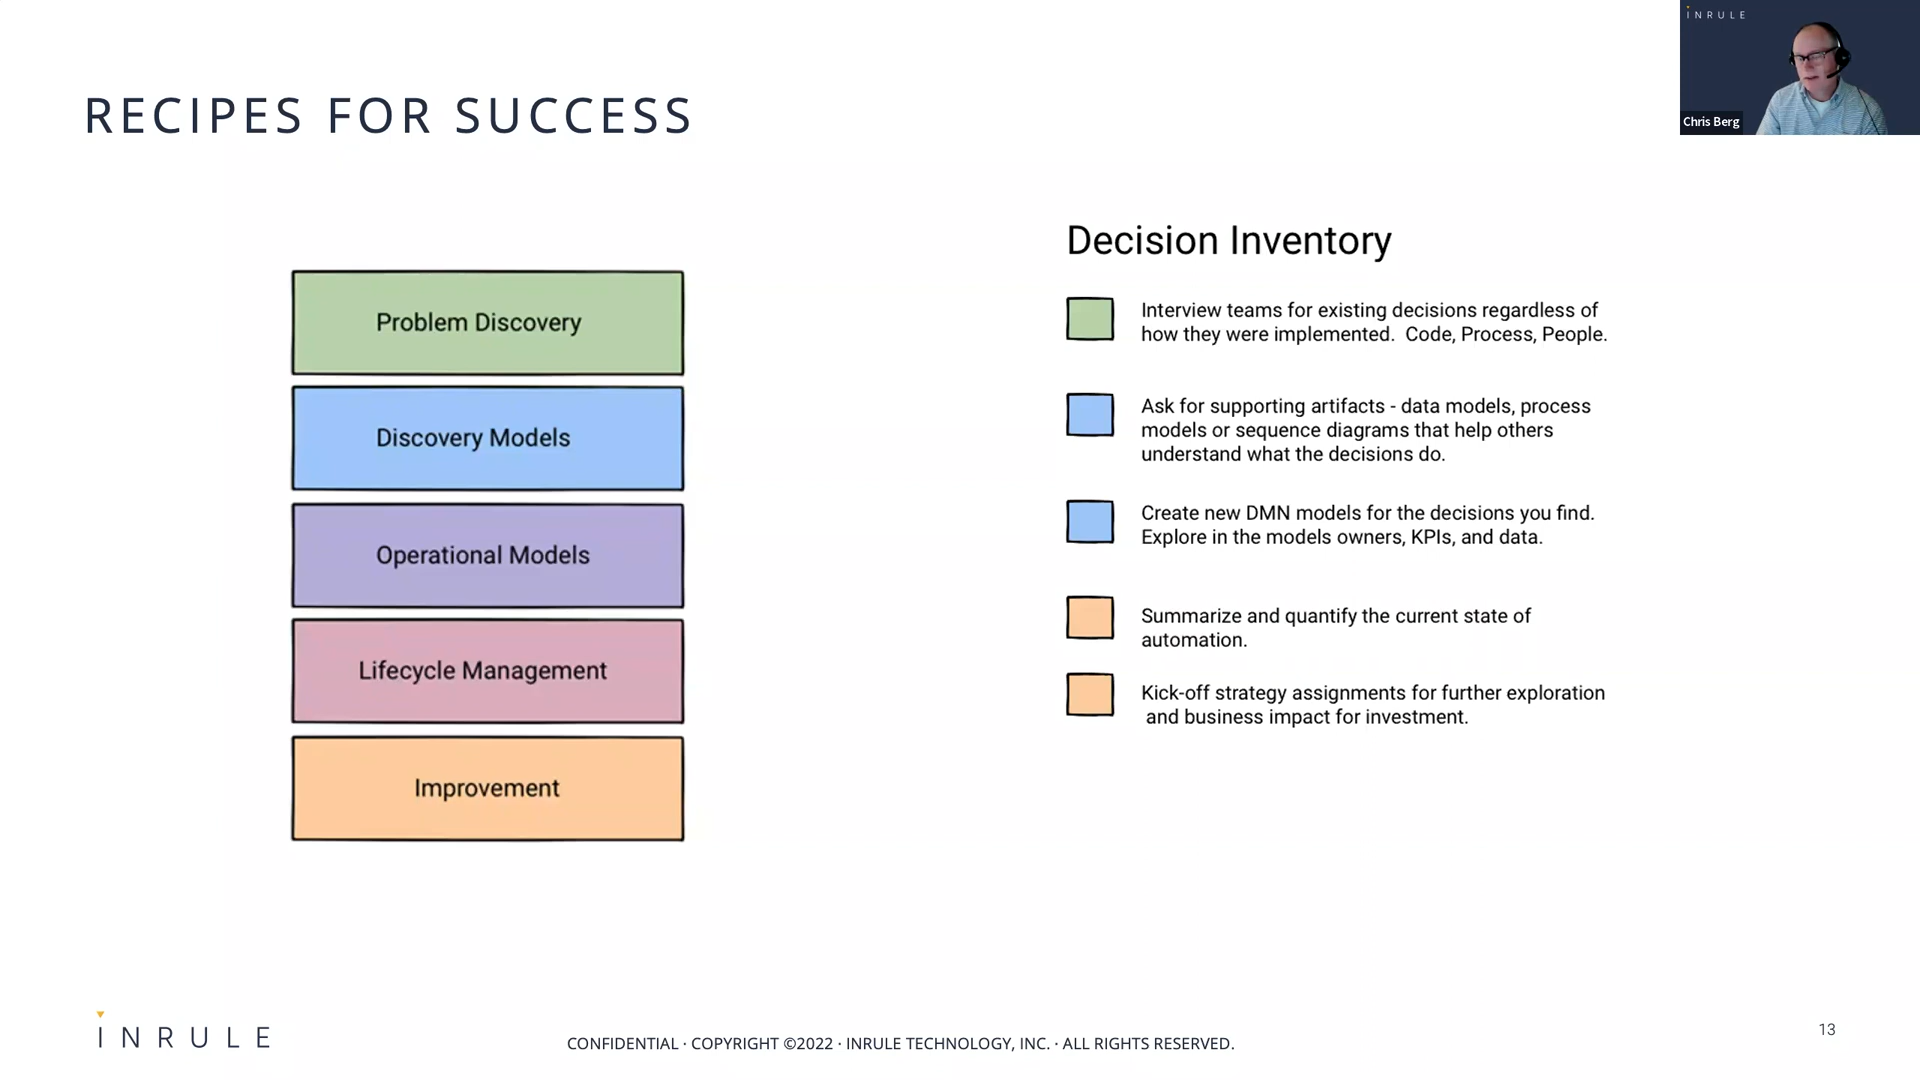 INRULE
Chris Berg
RECIPES FOR SUCCESS
Problem Discovery
Discovery Models
Operational Models
Lifecycle Management
Improvement
Decision Inventory
Interview teams for existing decisions regardless of
how they were implemented. Code, Process, People.
Ask for supporting artifacts - data models, process
models or sequence diagrams that help others
understand what the decisions do.
Create new DMN models for the decisions you find.
Explore in the models owners, KPIs, and data.
Summarize and quantify the current state of
automation.
Kick-off strategy assignments for further exploration
and business impact for investment.
INRULE
CONFIDENTIAL · COPYRIGHT ©2022 · INRULE TECHNOLOGY, INC. · ALL RIGHTS RESERVED.
13